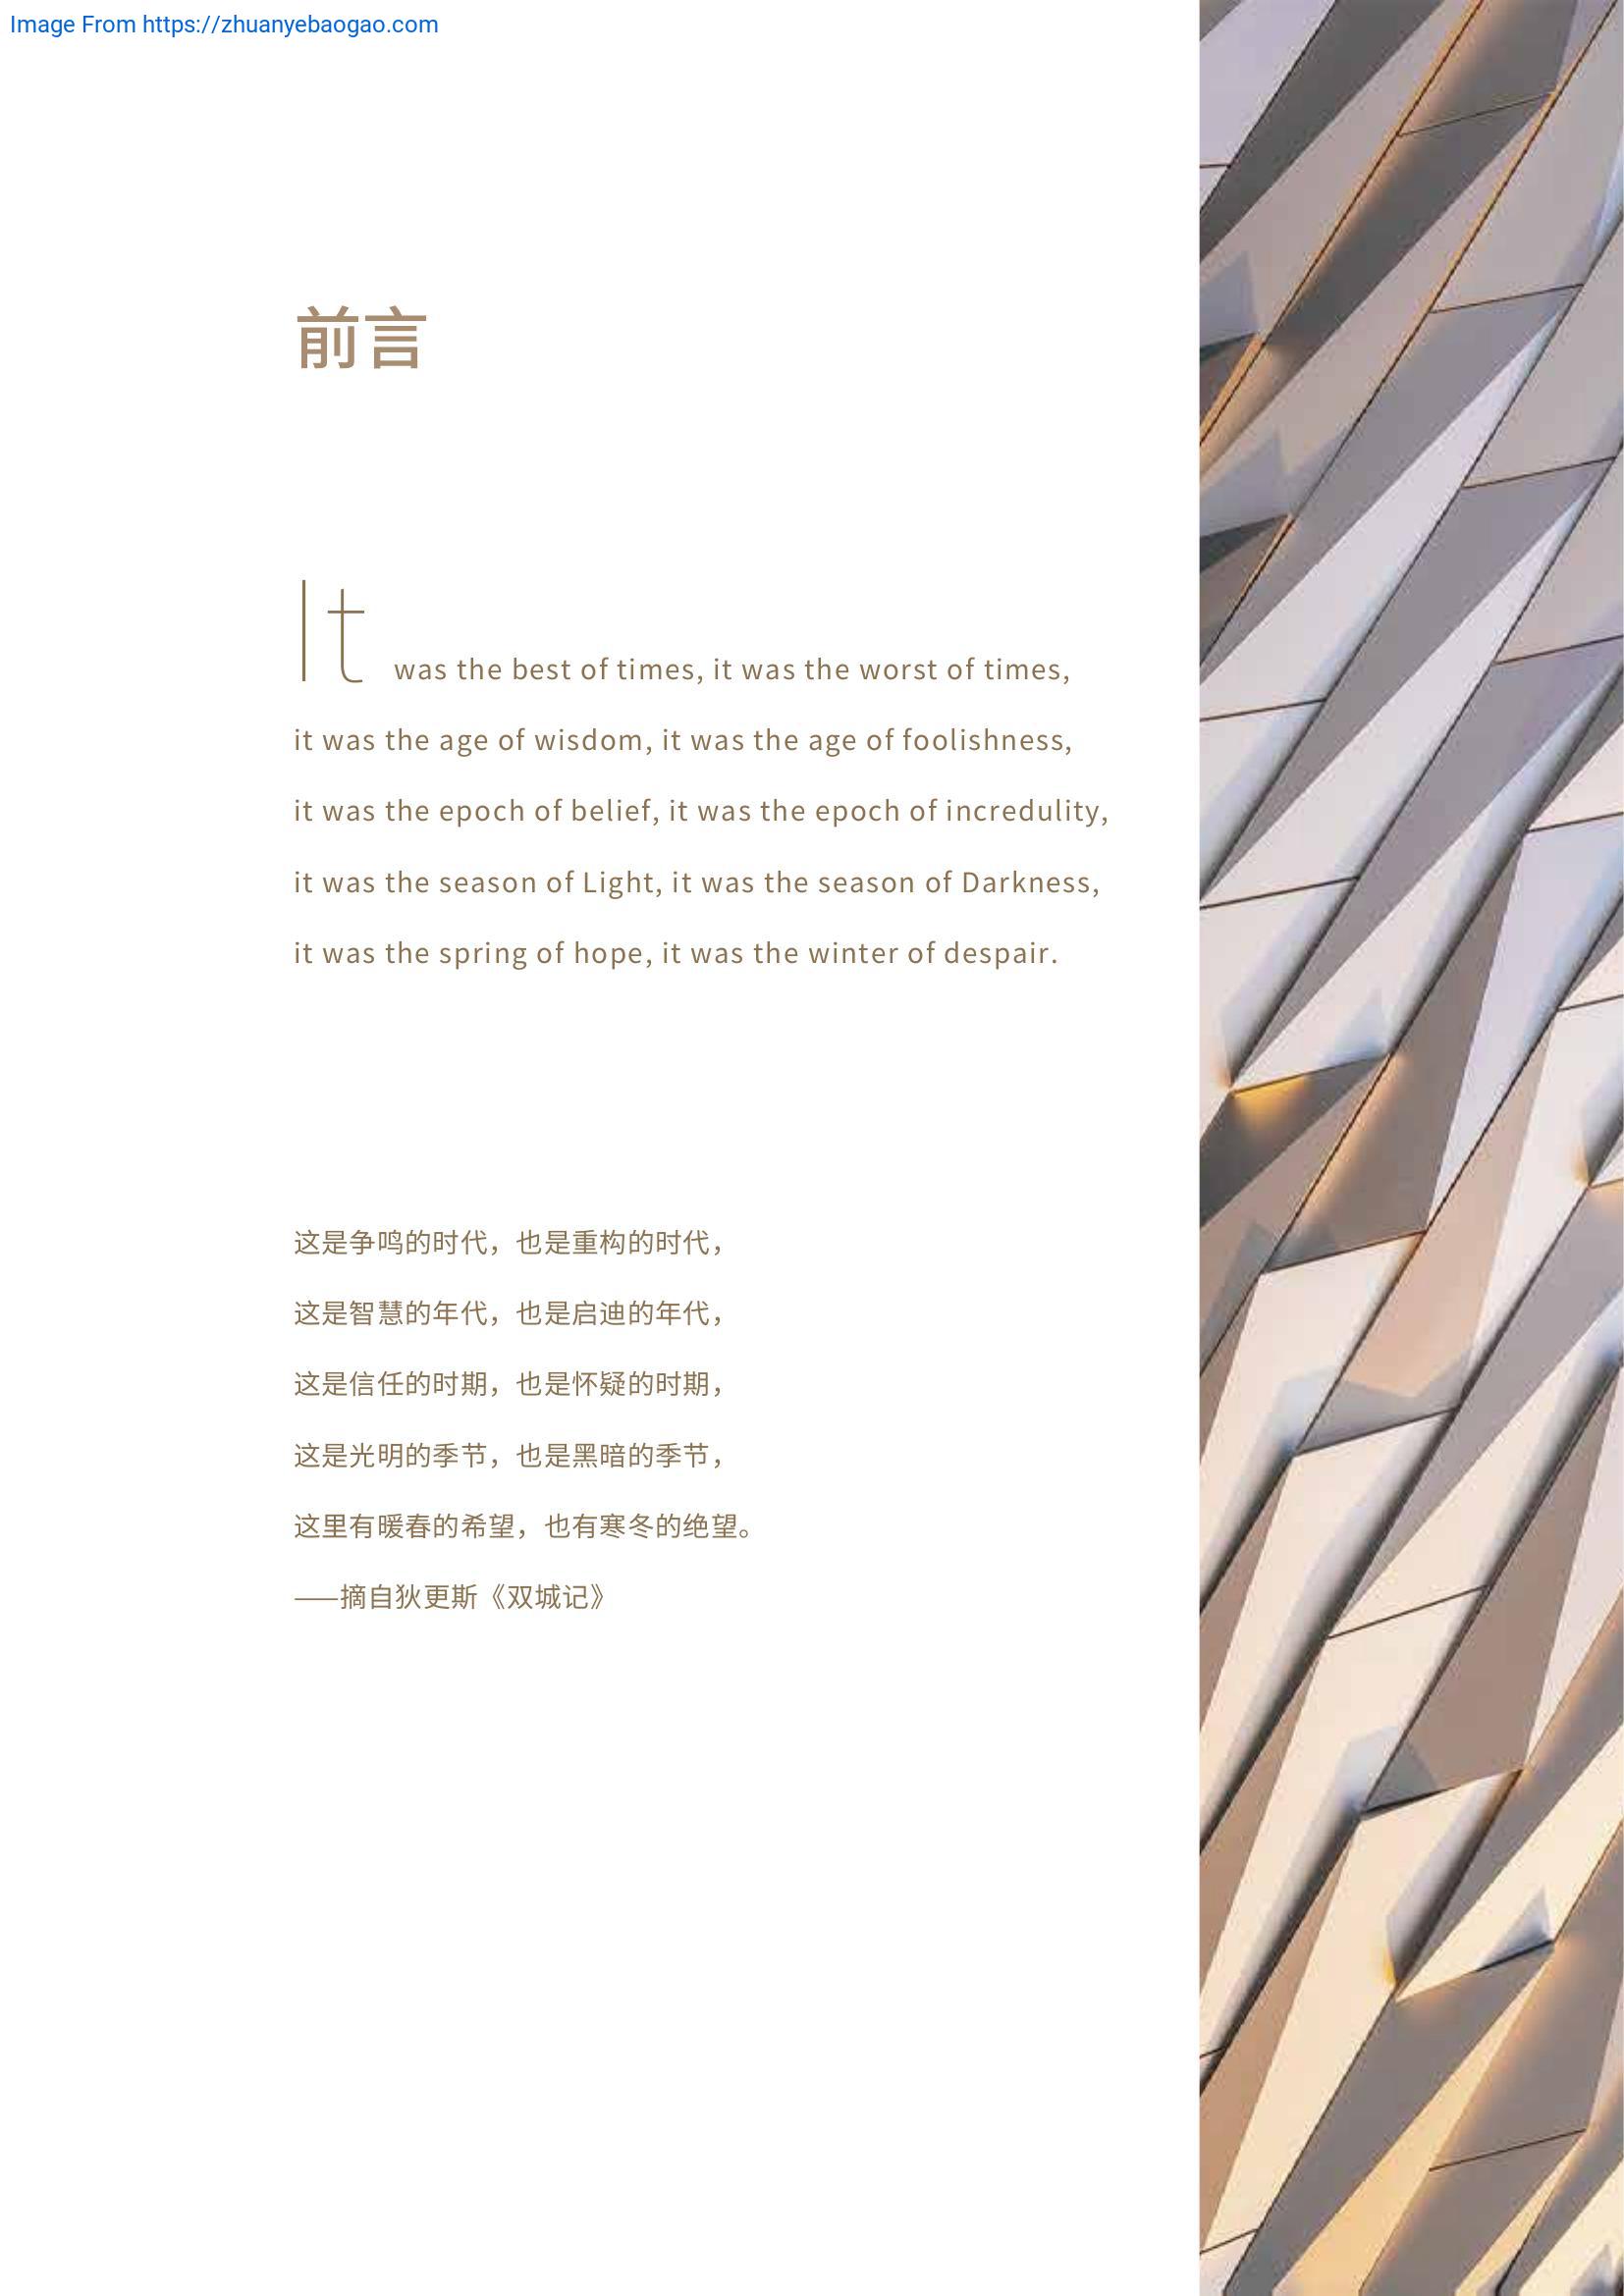 Image From https://zhuanyebaogao.com
前言
It was the best of times, it was the worst of times,
it was the age of wisdom, it was the age of foolishness,
it was the epoch of belief, it was the epoch of incredulity,
it was the season of Light, it was the season of Darkness,
it was the spring of hope, it was the winter of despair.
这是争鸣的时代，也是重构的时代，
这是智慧的年代，也是启迪的年代，
这是信任的时期，也是怀疑的时期，
这是光明的季节，也是黑暗的季节，
这里有暖春的希望，也有寒冬的绝望。
——摘自狄更斯《双城记》